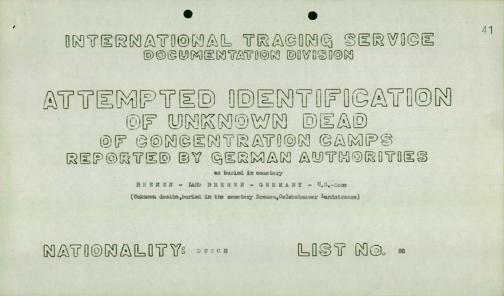 41
INTERNATIONAL TRACING SERVICE
DOCUMENTATION DIVISION
ATTEMPTED IDENTIFICATION
OF UNKNOWN DEAD
OF CONCENTRATION CAMPS
REPORTED BY GERMAN AUTHORITIES
as buried in cemetery
BREMEN - LAND BREMEN - GERMANY - U.S.-Zone
(Unknown deaths,buried in the cemetery Bremen,
NATIONALITY: DUTCH LIST No.